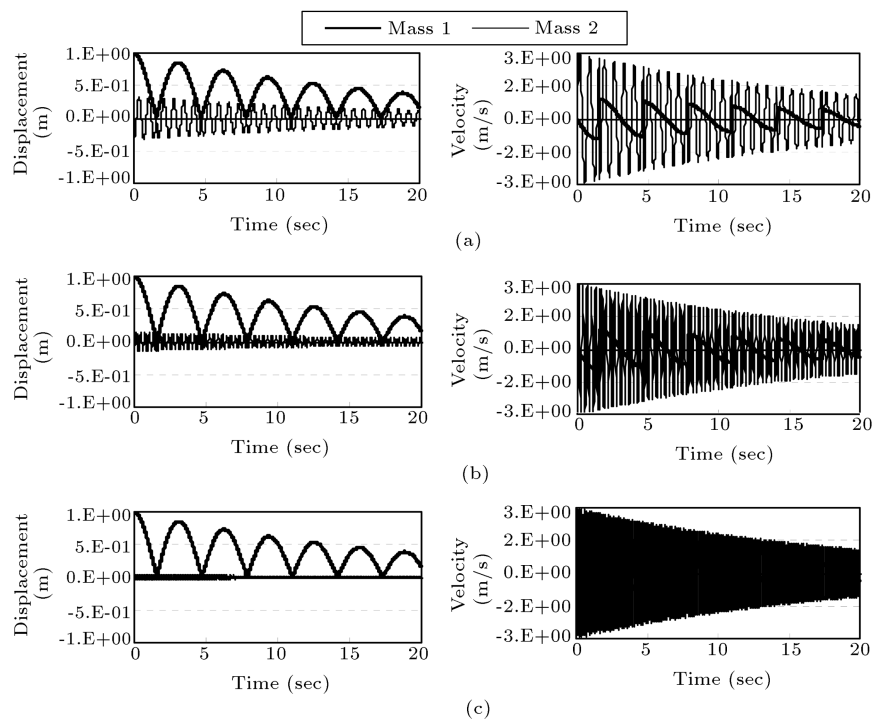 Mass 1 Mass 2
Displacement
(m)
1.E+00
5.E-01
0.E+00
-5.E-01
-1.E+00
0 5 10 15 20
Time (sec)
Velocity
(m/s)
3.E+00
2.E+00
0.E+00
-2.E+00
-3.E+00
0 5 10 15 20
Time (sec)
(a)
Displacement
(m)
1.E+00
5.E-01
0.E+00
-5.E-01
-1.E+00
0 5 10 15 20
Time (sec)
Velocity
(m/s)
3.E+00
2.E+00
0.E+00
-2.E+00
-3.E+00
0 5 10 15 20
Time (sec)
(b)
Displacement
(m)
1.E+00
5.E-01
0.E+00
-5.E-01
-1.E+00
0 5 10 15 20
Time (sec)
Velocity
(m/s)
3.E+00
2.E+00
0.E+00
-2.E+00
-3.E+00
0 5 10 15 20
Time (sec)
(c)